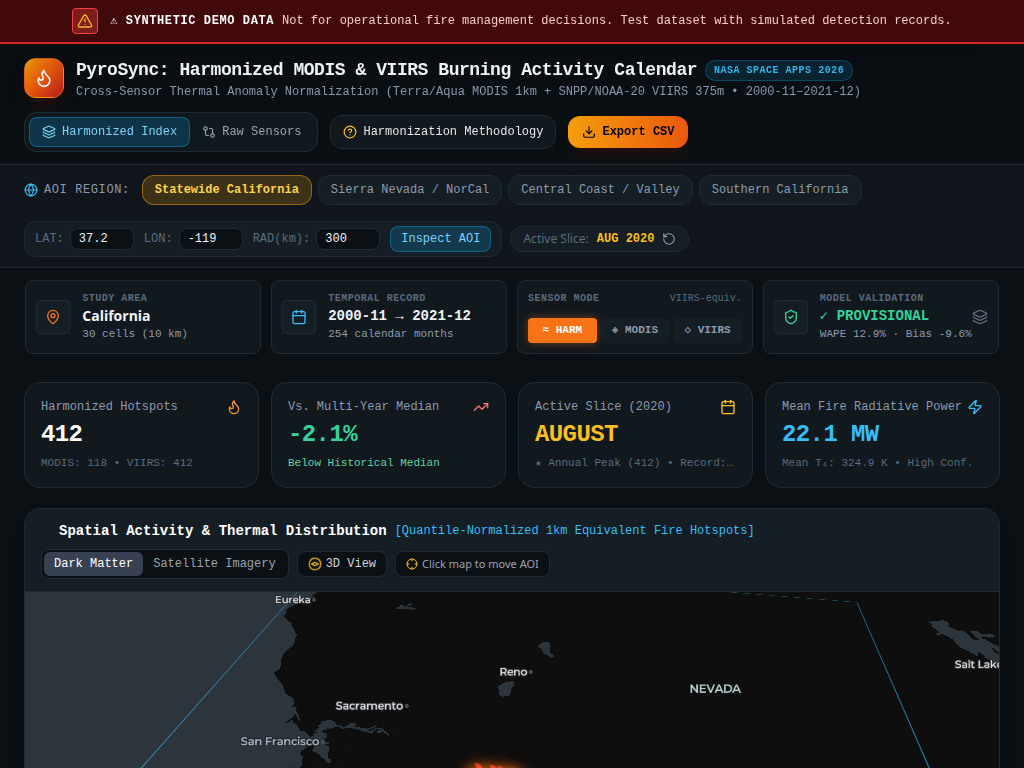 ⚠ SYNTHETIC DEMO DATA Not for operational fire management decisions. Test dataset with simulated detection records.
PyroSync: Harmonized MODIS & VIIRS Burning Activity Calendar NASA SPACE APPS 2026
Cross-Sensor Thermal Anomaly Normalization (Terra/Aqua MODIS 1km + SNPP/NOAA-20 VIIRS 375m • 2000-11–2021-12)
Harmonized Index Raw Sensors Harmonization Methodology Export CSV
AOI REGION: Statewide California Sierra Nevada / NorCal Central Coast / Valley Southern California
LAT: 37.2 LON: -119 RAD(km): 300 Inspect AOI Active Slice: AUG 2020
STUDY AREA
California
30 cells (10 km)
TEMPORAL RECORD
2000-11 → 2021-12
254 calendar months
SENSOR MODE VIIRS-equiv.
≈ HARM ◈ MODIS ◇ VIIRS
MODEL VALIDATION
✓ PROVISIONAL
WAPE 12.9% · Bias -9.6%
Harmonized Hotspots
412
MODIS: 118 • VIIRS: 412
Vs. Multi-Year Median
-2.1%
Below Historical Median
Active Slice (2020)
AUGUST
★ Annual Peak (412) • Record:…
Mean Fire Radiative Power
22.1 MW
Mean T₄: 324.9 K • High Conf.
Spatial Activity & Thermal Distribution [Quantile-Normalized 1km Equivalent Fire Hotspots]
Dark Matter Satellite Imagery 3D View Click map to move AOI
Eureka
Salt Lake
Reno
NEVADA
Sacramento
San Francisco